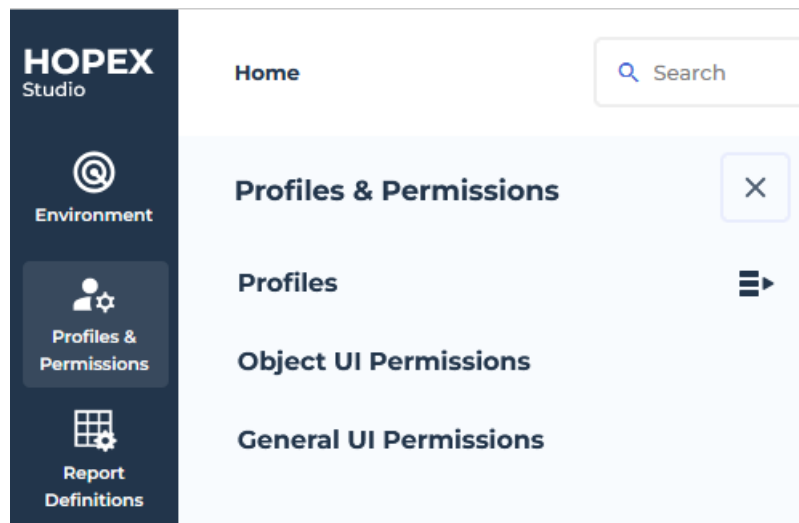 HOPEX
Studio
Home
Search
Environment
Profiles &
Permissions
Report
Definitions
Profiles & Permissions
Profiles
Object UI Permissions
General UI Permissions